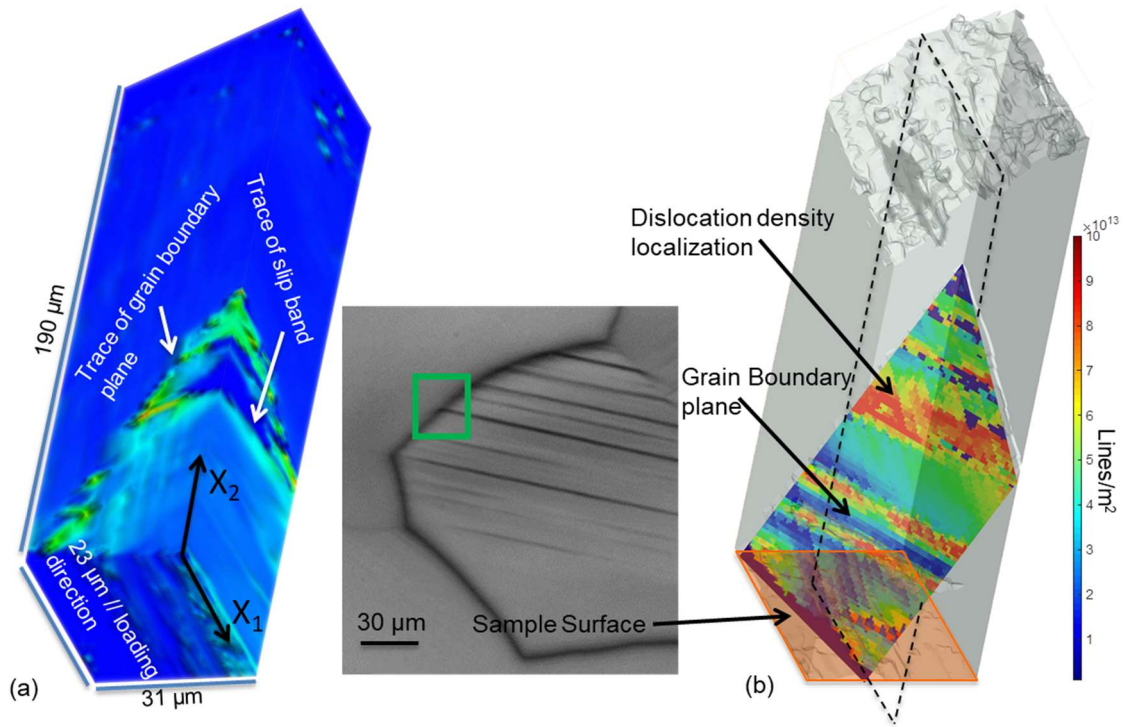 190 µm
Trace of grain boundary
plane
Trace of slip
band
X₂
X₁
23 µm // loading
direction
31 µm
(a)
30 µm
Dislocation density
localization
Grain Boundary
plane
Sample Surface
(b)
×10¹³
10
9
8
7
6
5
4
3
2
1
Lines/m²